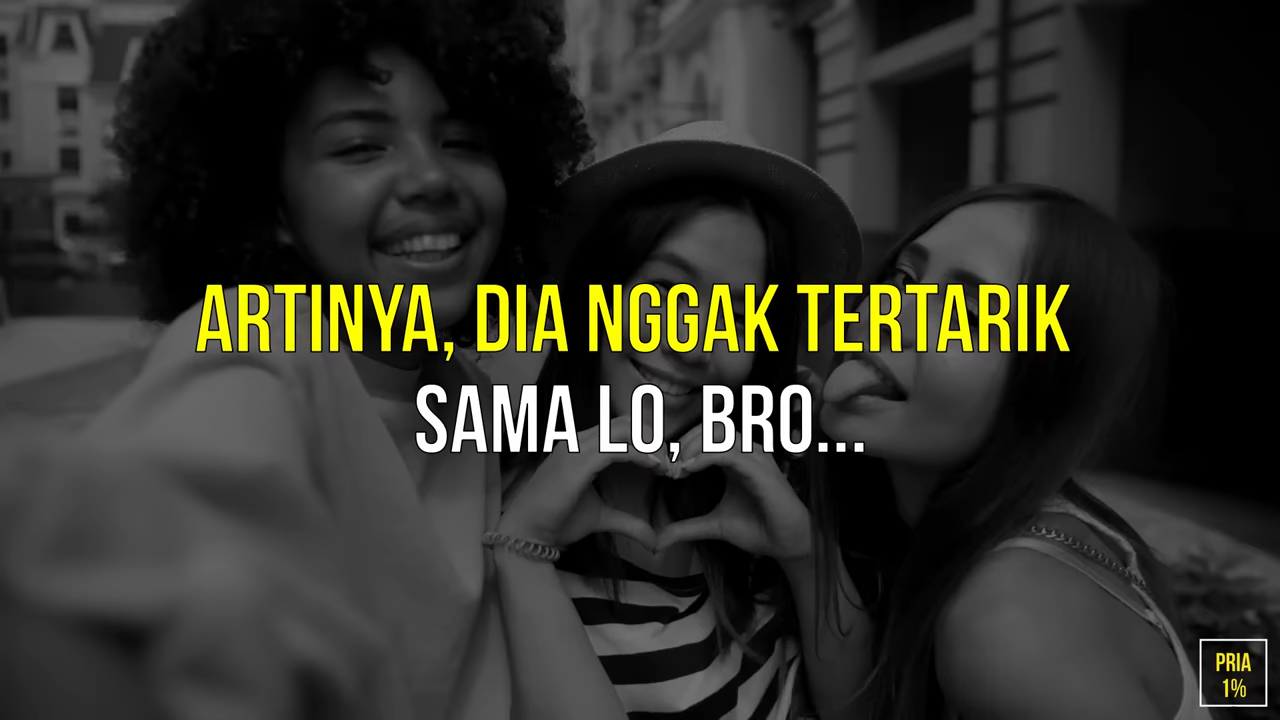 ARTINYA, DIA NGGAK TERTARIK
SAMA LO, BRO...
PRIA
1%